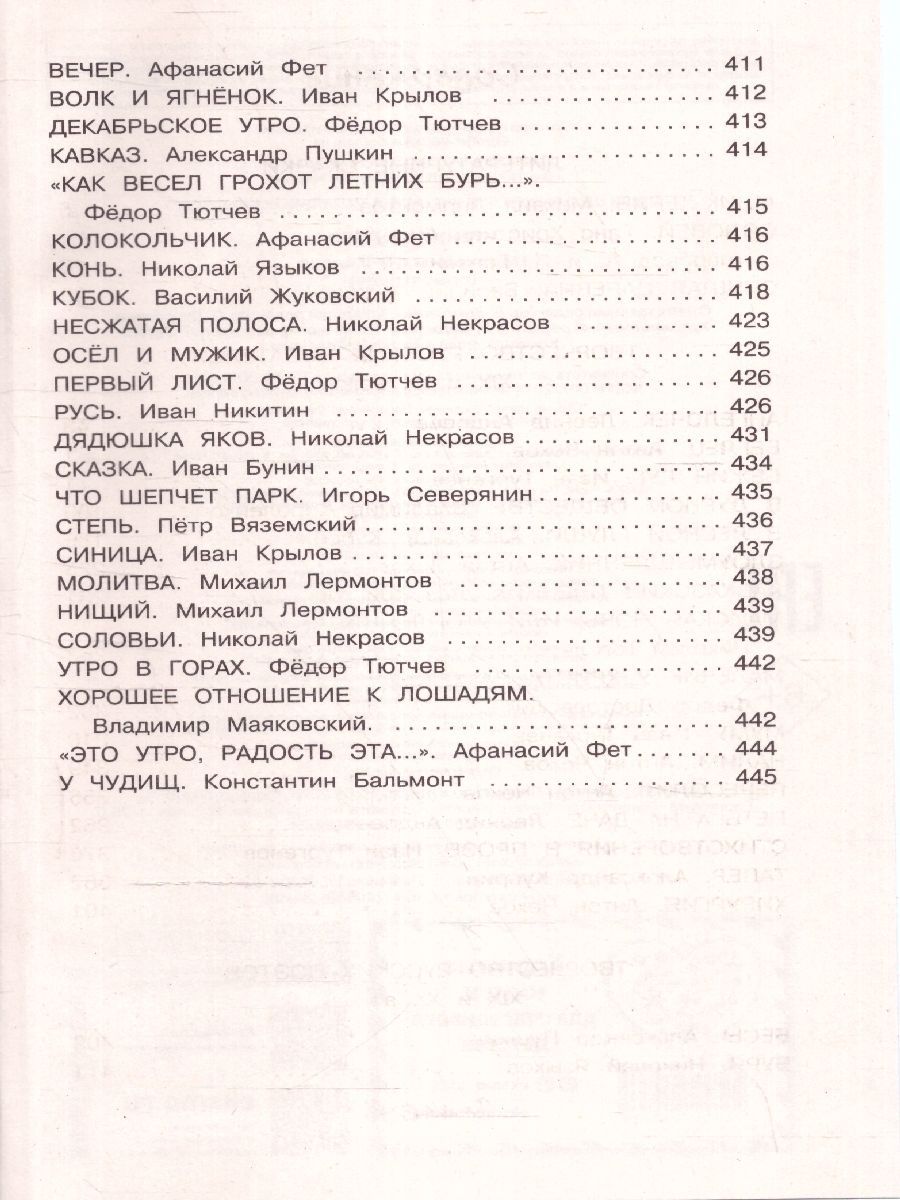 ВЕЧЕР. Афанасий Фет . . . . . . . . . . . . . . . . . . . . . . . . . . 411
ВОЛК И ЯГНЁНОК. Иван Крылов . . . . . . . . . . . . . . . . 412
ДЕКАБРЬСКОЕ УТРО. Фёдор Тютчев . . . . . . . . . . . . . . 413
КАВКАЗ. Александр Пушкин . . . . . . . . . . . . . . . . . . . . . . 414
«КАК ВЕСЕЛ ГРОХОТ ЛЕТНИХ БУРЬ...».
Фёдор Тютчев . . . . . . . . . . . . . . . . . . . . . . . . . . . . . . . 415
КОЛОКОЛЬЧИК. Афанасий Фет . . . . . . . . . . . . . . . . . . . 416
КОНЬ. Николай Языков . . . . . . . . . . . . . . . . . . . . . . . . . . 416
КУБОК. Василий Жуковский . . . . . . . . . . . . . . . . . . . . . . 418
НЕСЖАТАЯ ПОЛОСА. Николай Некрасов . . . . . . . . . . 423
ОСЁЛ И МУЖИК. Иван Крылов . . . . . . . . . . . . . . . . . . . . 425
ПЕРВЫЙ ЛИСТ. Фёдор Тютчев . . . . . . . . . . . . . . . . . . . 426
РУСЬ. Иван Никитин . . . . . . . . . . . . . . . . . . . . . . . . . . . . 426
ДЯДЮШКА ЯКОВ. Николай Некрасов . . . . . . . . . . . . . . 431
СКАЗКА. Иван Бунин . . . . . . . . . . . . . . . . . . . . . . . . . . . . . 434
ЧТО ШЕПЧЕТ ПАРК. Игорь Северянин . . . . . . . . . . . . . 435
СТЕПЬ. Пётр Вяземский . . . . . . . . . . . . . . . . . . . . . . . . . . 436
СИНИЦА. Иван Крылов . . . . . . . . . . . . . . . . . . . . . . . . . . . 437
МОЛИТВА. Михаил Лермонтов . . . . . . . . . . . . . . . . . . . . 438
НИЩИЙ. Михаил Лермонтов . . . . . . . . . . . . . . . . . . . . . 439
СОЛОВЬИ. Николай Некрасов . . . . . . . . . . . . . . . . . . . . 439
УТРО В ГОРАХ. Фёдор Тютчев . . . . . . . . . . . . . . . . . . 442
ХОРОШЕЕ ОТНОШЕНИЕ К ЛОШАДЯМ.
Владимир Маяковский. . . . . . . . . . . . . . . . . . . . . . . . . 442
«ЭТО УТРО, РАДОСТЬ ЭТА...». Афанасий Фет . . . . . . . 444
У ЧУДИЩ. Константин Бальмонт . . . . . . . . . . . . . . . . . . 445